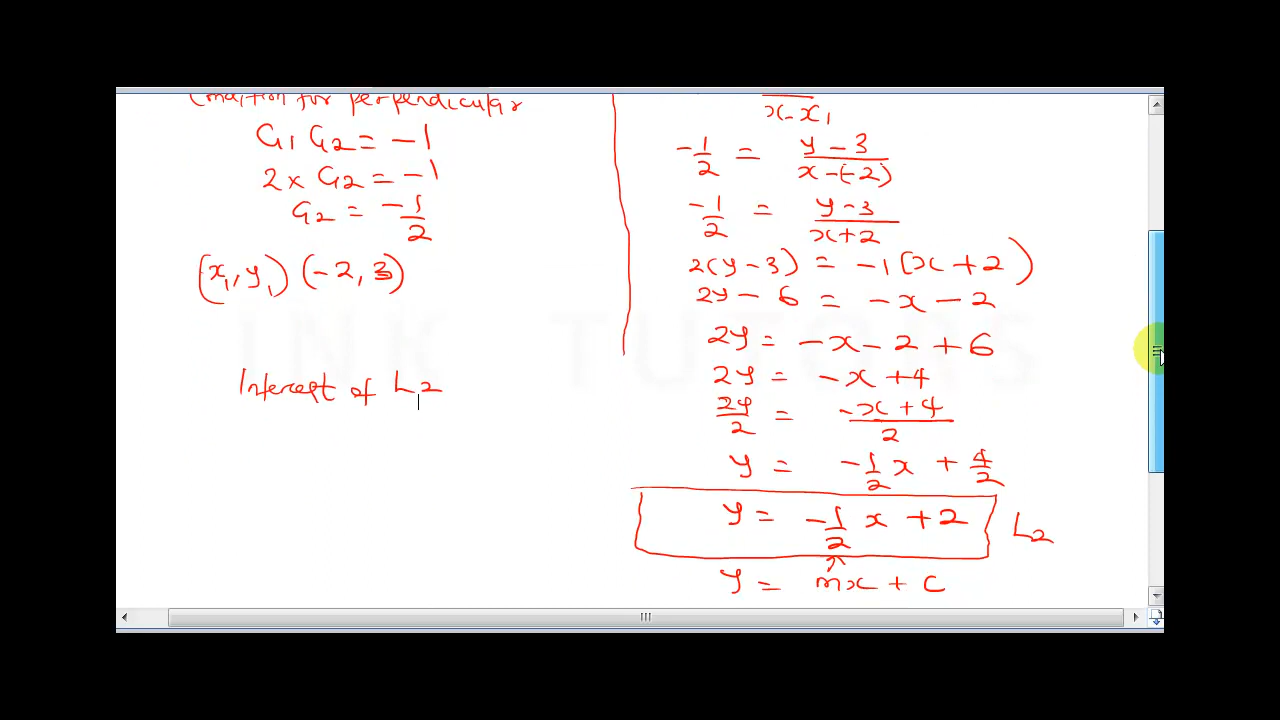 Condition for perpendicular
G₁ G₂ = -1
2 x G₂ = -1
G₂ = -1/2
(x₁, y₁) (-2, 3)
Intercept of L₂
x - x₁
-1/2 = (y - 3)/(x - (-2))
-1/2 = (y - 3)/(x + 2)
2(y - 3) = -1(x + 2)
2y - 6 = -x - 2
2y = -x - 2 + 6
2y = -x + 4
2y/2 = (-x + 4)/2
y = -1/2 x + 4/2
y = -1/2 x + 2 L₂
y = mx + c
INK TUTORS